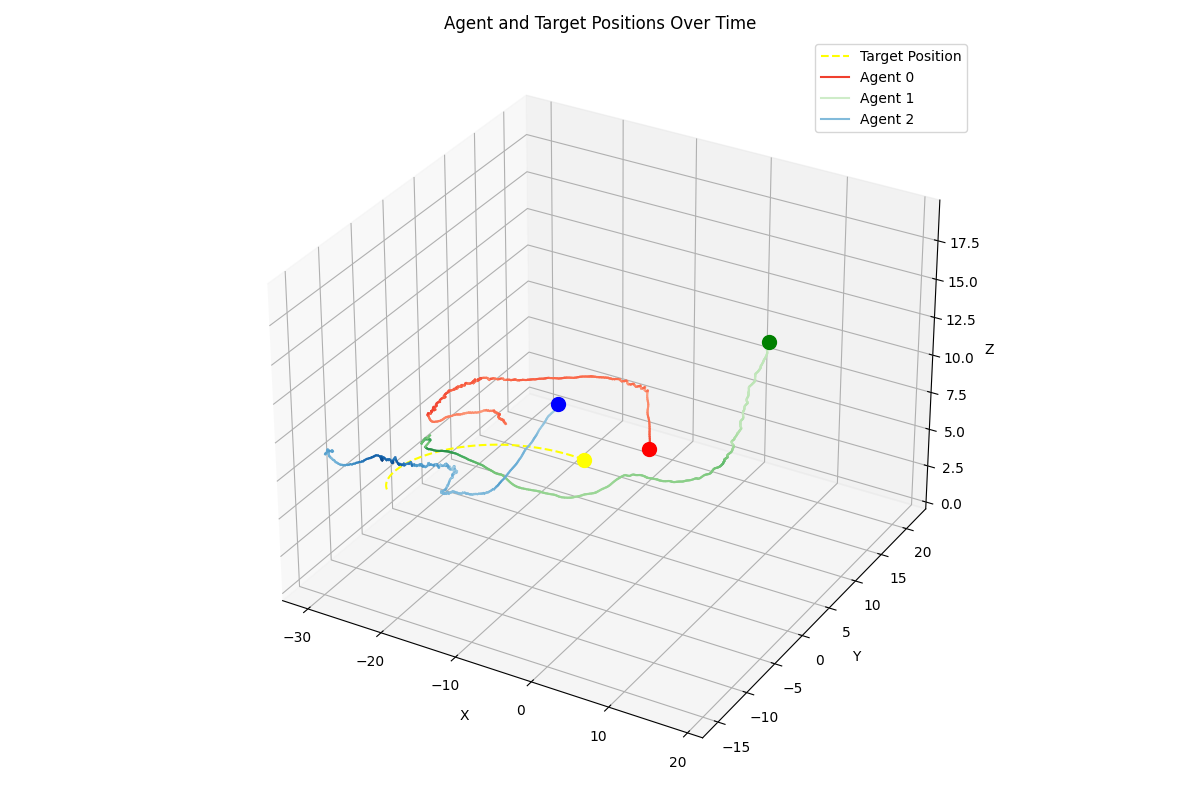 Agent and Target Positions Over Time
Target Position
Agent 0
Agent 1
Agent 2
17.5
15.0
12.5
10.0
7.5
5.0
2.5
0.0
Z
20
15
10
5
0
−5
−10
−15
Y
−30
−20
−10
0
10
20
X